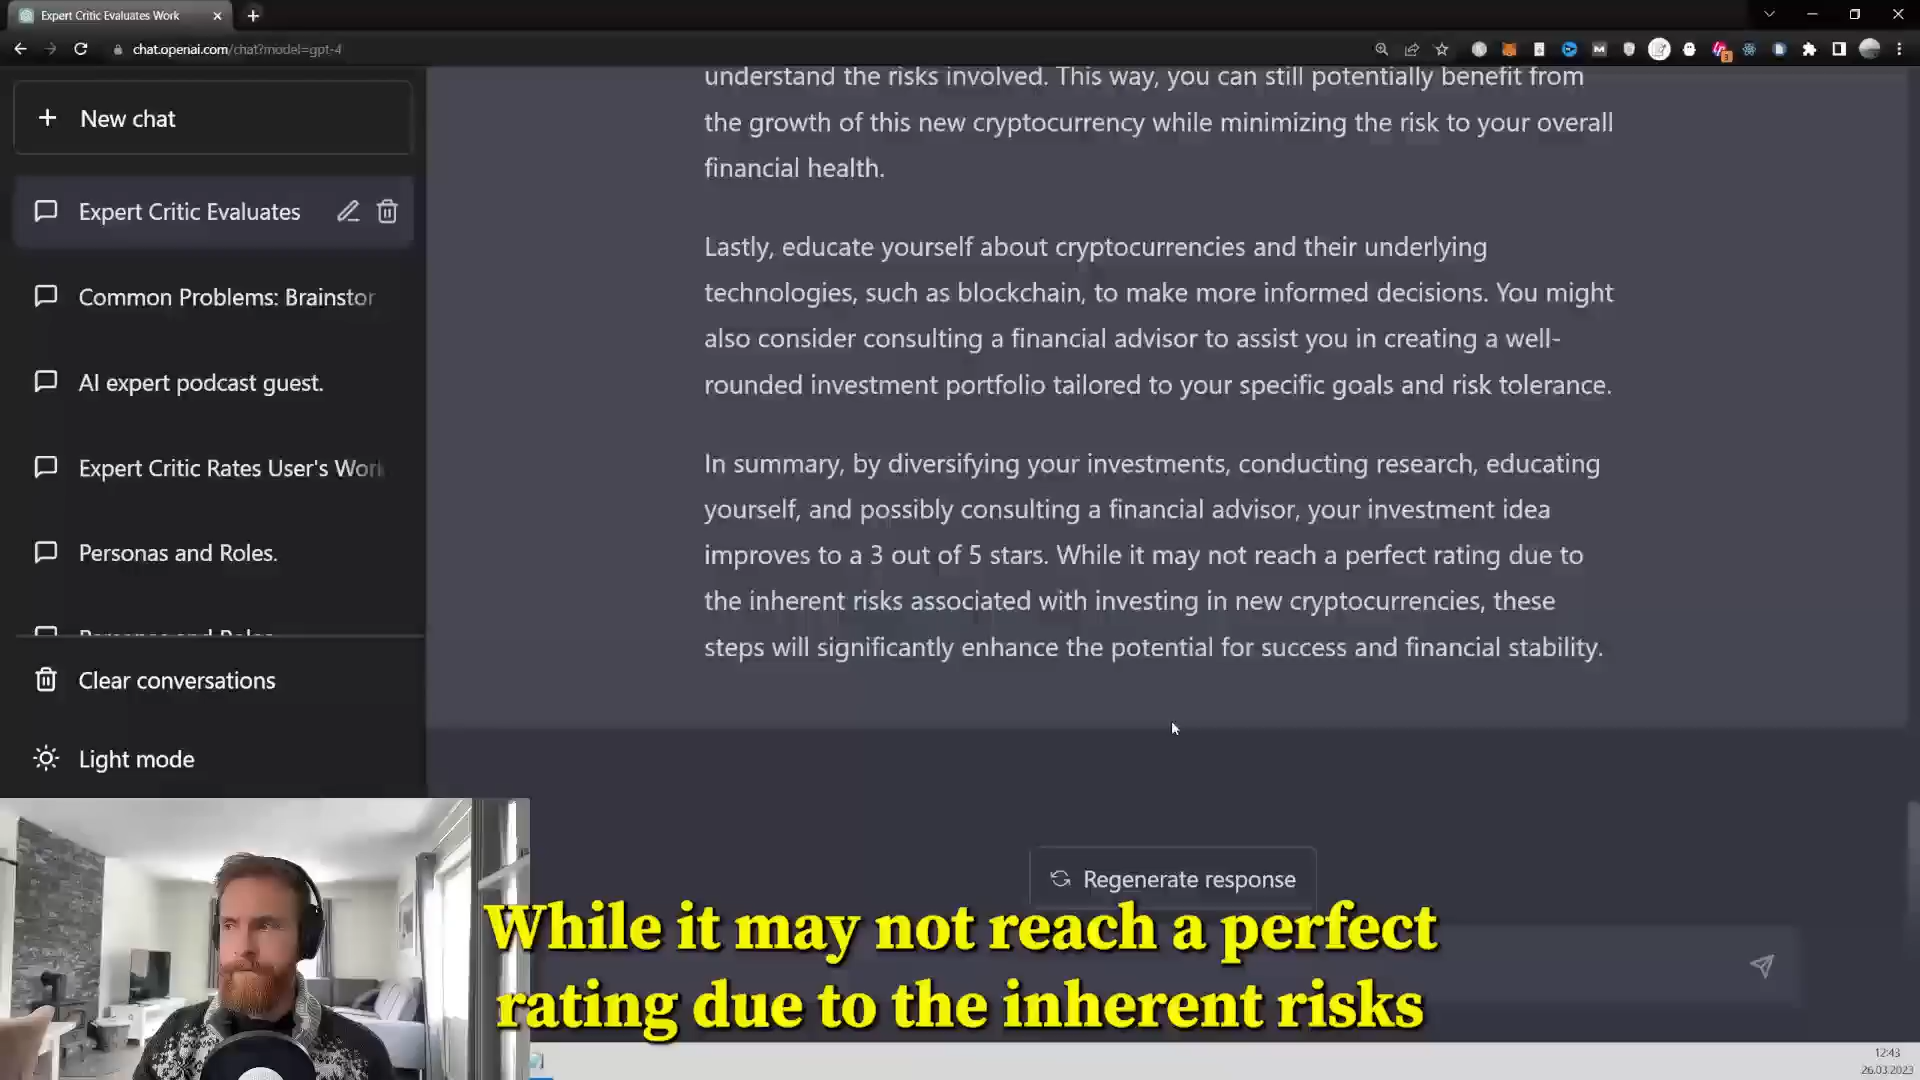 Expert Critic Evaluates Work
chat.openai.com/chat?model=gpt-4
New chat
Expert Critic Evaluates
Common Problems: Brainstor
AI expert podcast guest.
Expert Critic Rates User's Work
Personas and Roles.
Personas and Roles.
Clear conversations
Light mode
understand the risks involved. This way, you can still potentially benefit from
the growth of this new cryptocurrency while minimizing the risk to your overall
financial health.
Lastly, educate yourself about cryptocurrencies and their underlying
technologies, such as blockchain, to make more informed decisions. You might
also consider consulting a financial advisor to assist you in creating a well-
rounded investment portfolio tailored to your specific goals and risk tolerance.
In summary, by diversifying your investments, conducting research, educating
yourself, and possibly consulting a financial advisor, your investment idea
improves to a 3 out of 5 stars. While it may not reach a perfect rating due to
the inherent risks associated with investing in new cryptocurrencies, these
steps will significantly enhance the potential for success and financial stability.
Regenerate response
While it may not reach a perfect
rating due to the inherent risks
12:43
26.03.2023